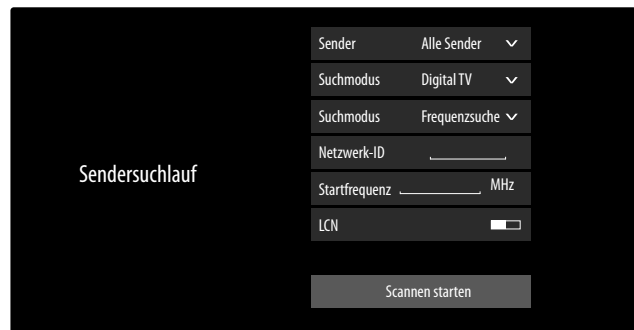 Sender Alle Sender
Suchmodus Digital TV
Suchmodus Frequenzsuche
Netzwerk-ID
Sendersuchlauf
Startfrequenz MHz
LCN
Scannen starten